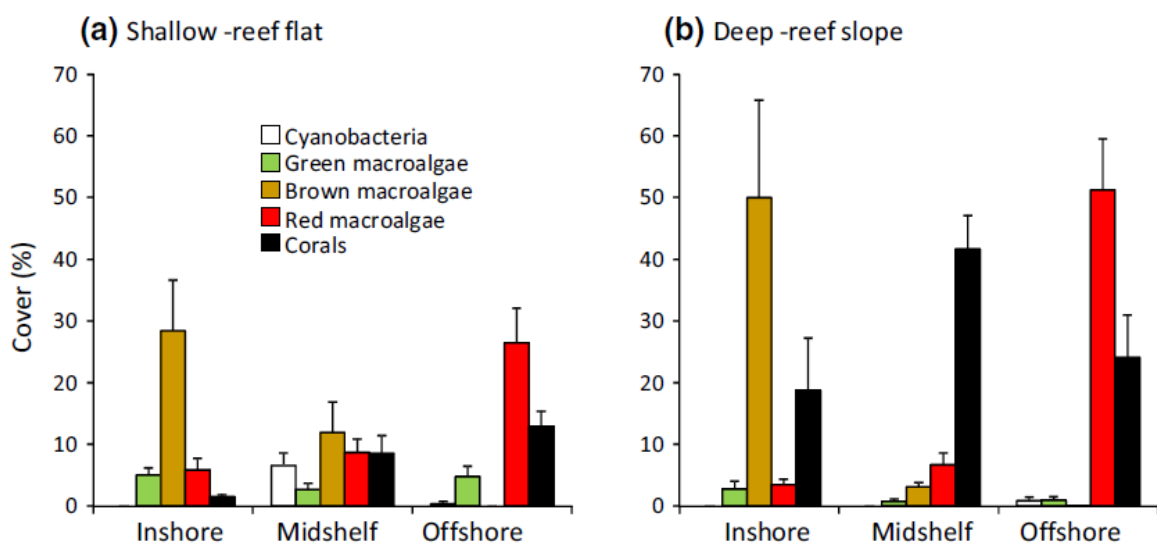 (a) Shallow -reef flat
Cover (%)
70
60
50
40
30
20
10
0
Cyanobacteria
Green macroalgae
Brown macroalgae
Red macroalgae
Corals
Inshore Midshelf Offshore
(b) Deep -reef slope
70
60
50
40
30
20
10
0
Inshore Midshelf Offshore